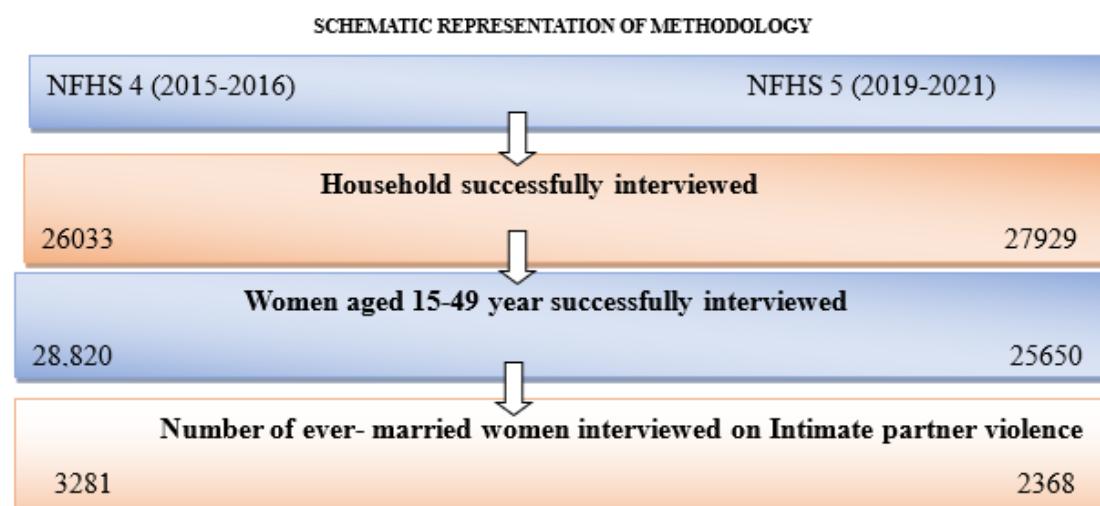 SCHEMATIC REPRESENTATION OF METHODOLOGY
NFHS 4 (2015-2016) NFHS 5 (2019-2021)
Household successfully interviewed
26033 27929
Women aged 15-49 year successfully interviewed
28.820 25650
Number of ever- married women interviewed on Intimate partner violence
3281 2368